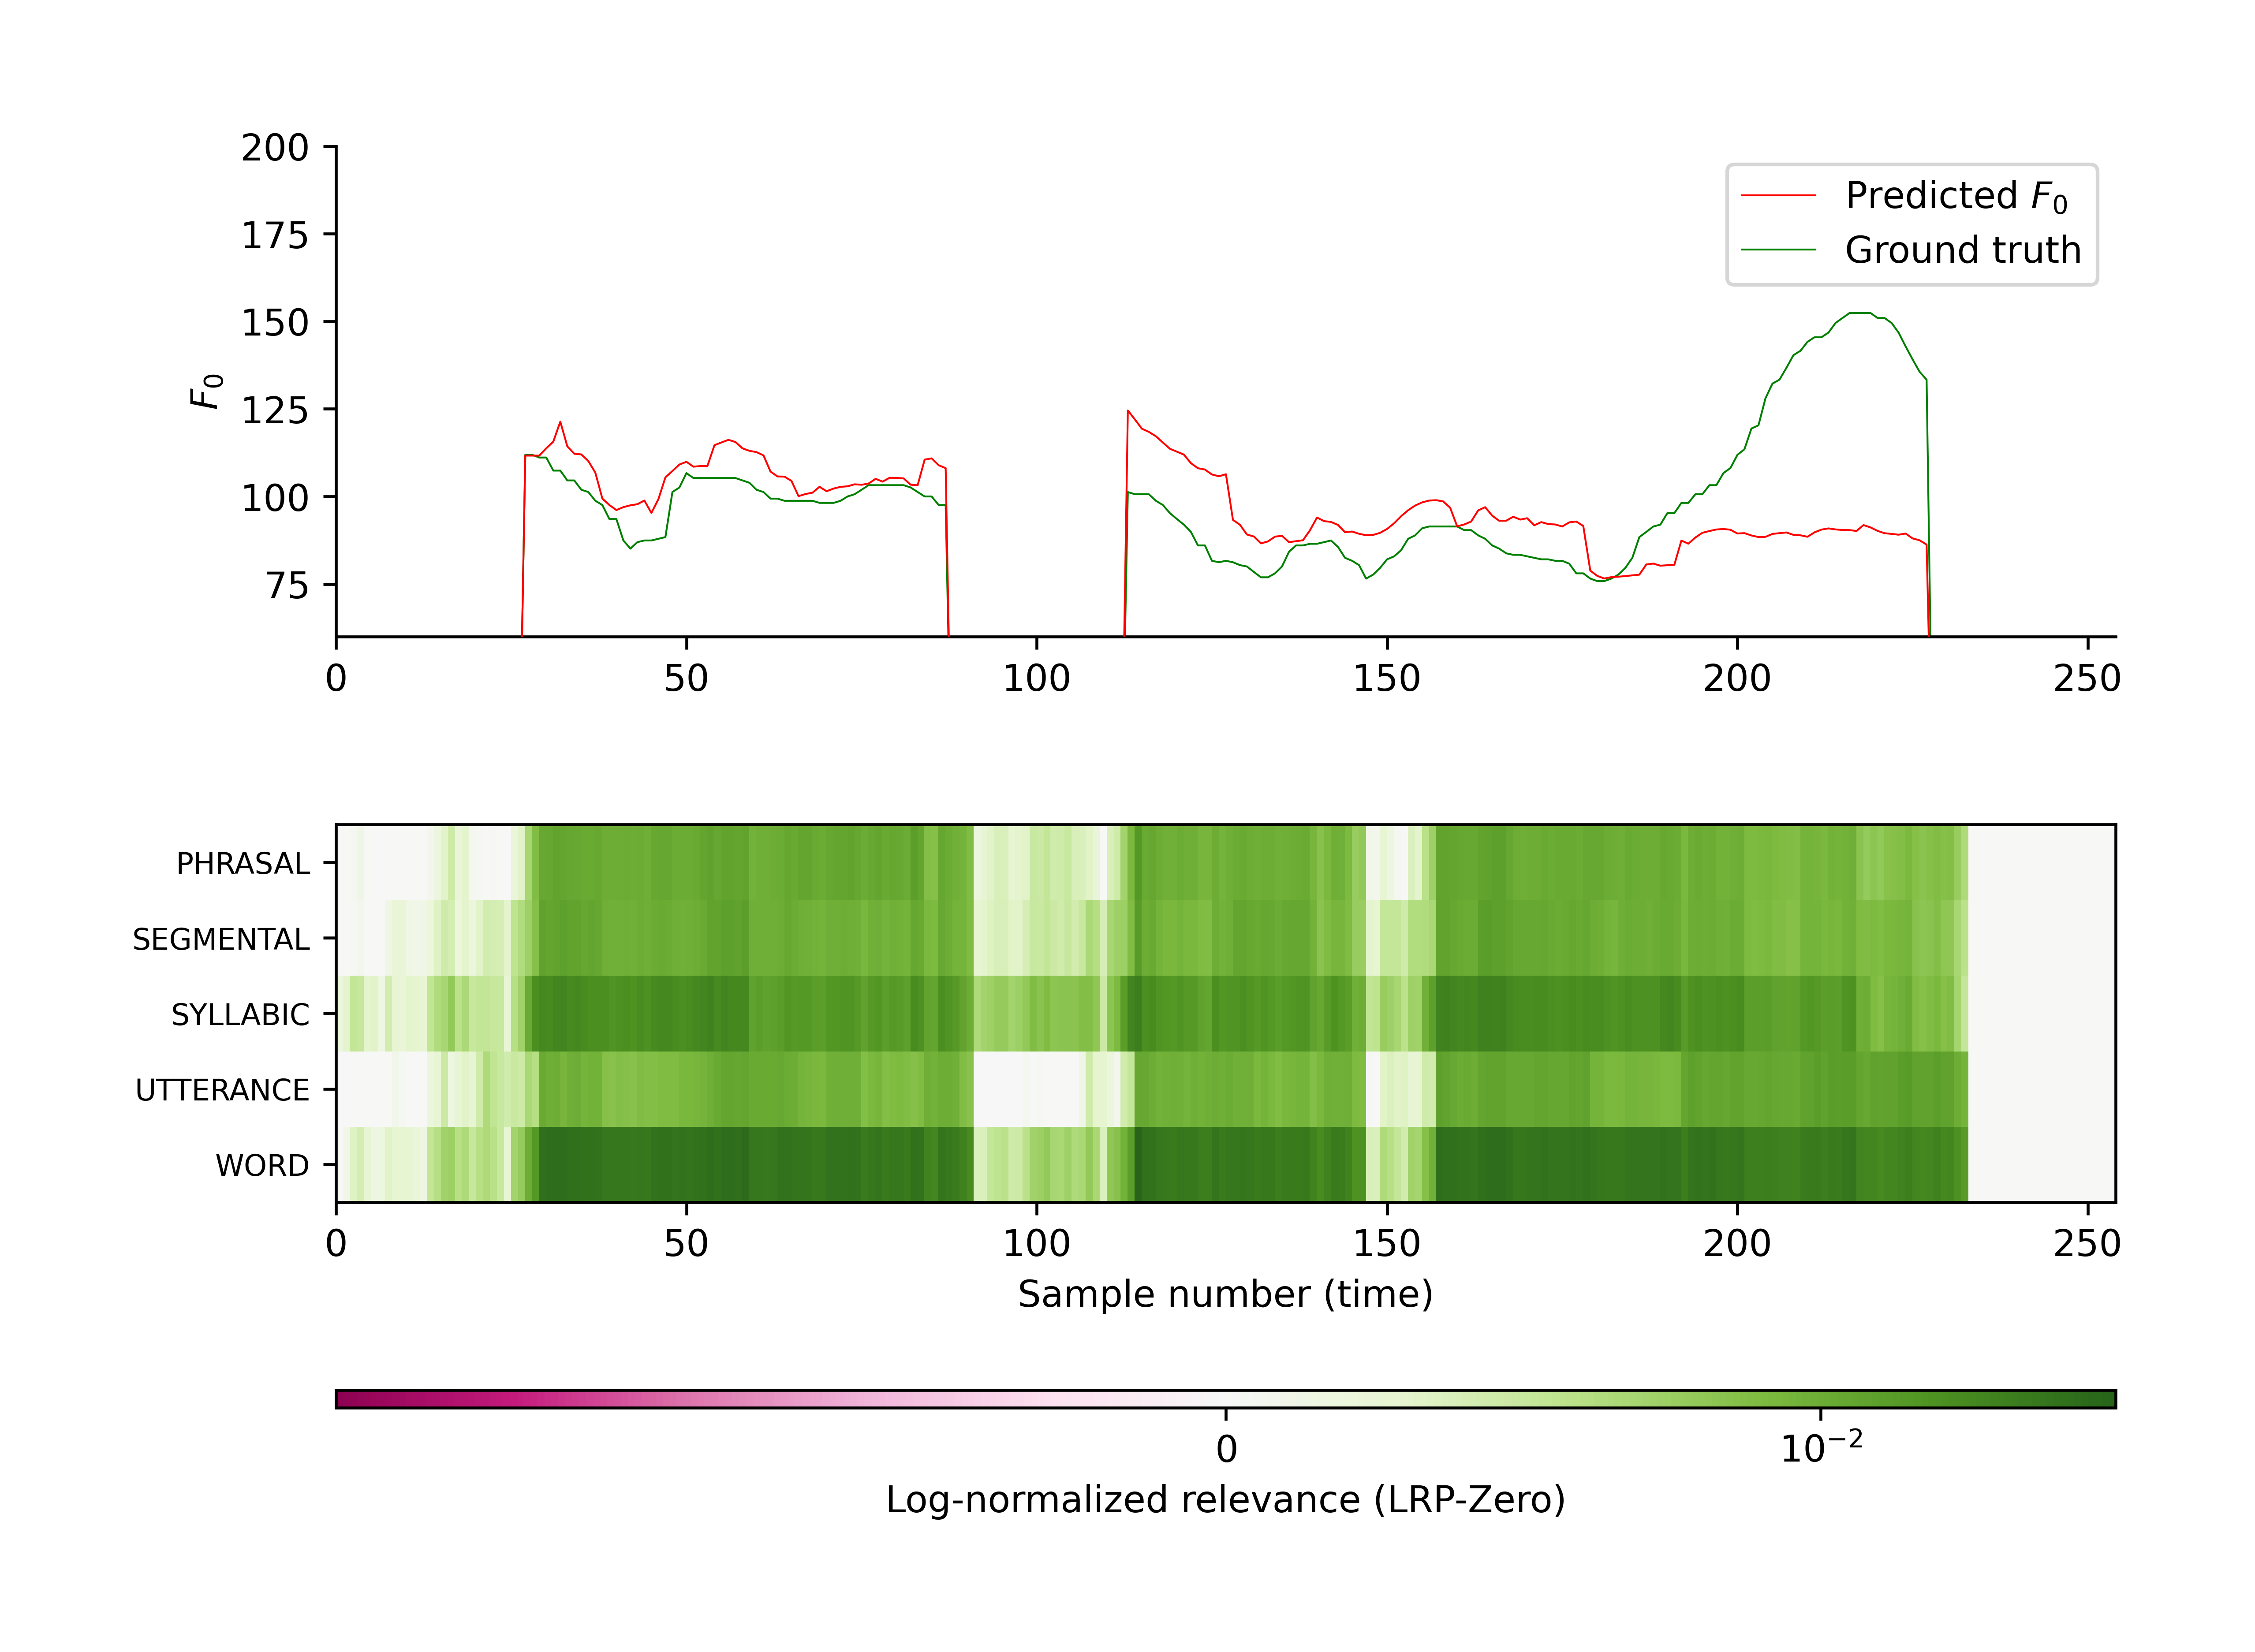 200
175
150
125
100
75
F0
Predicted F0
Ground truth
0 50 100 150 200 250
PHRASAL
SEGMENTAL
SYLLABIC
UTTERANCE
WORD
0 50 100 150 200 250
Sample number (time)
0 10−2
Log-normalized relevance (LRP-Zero)